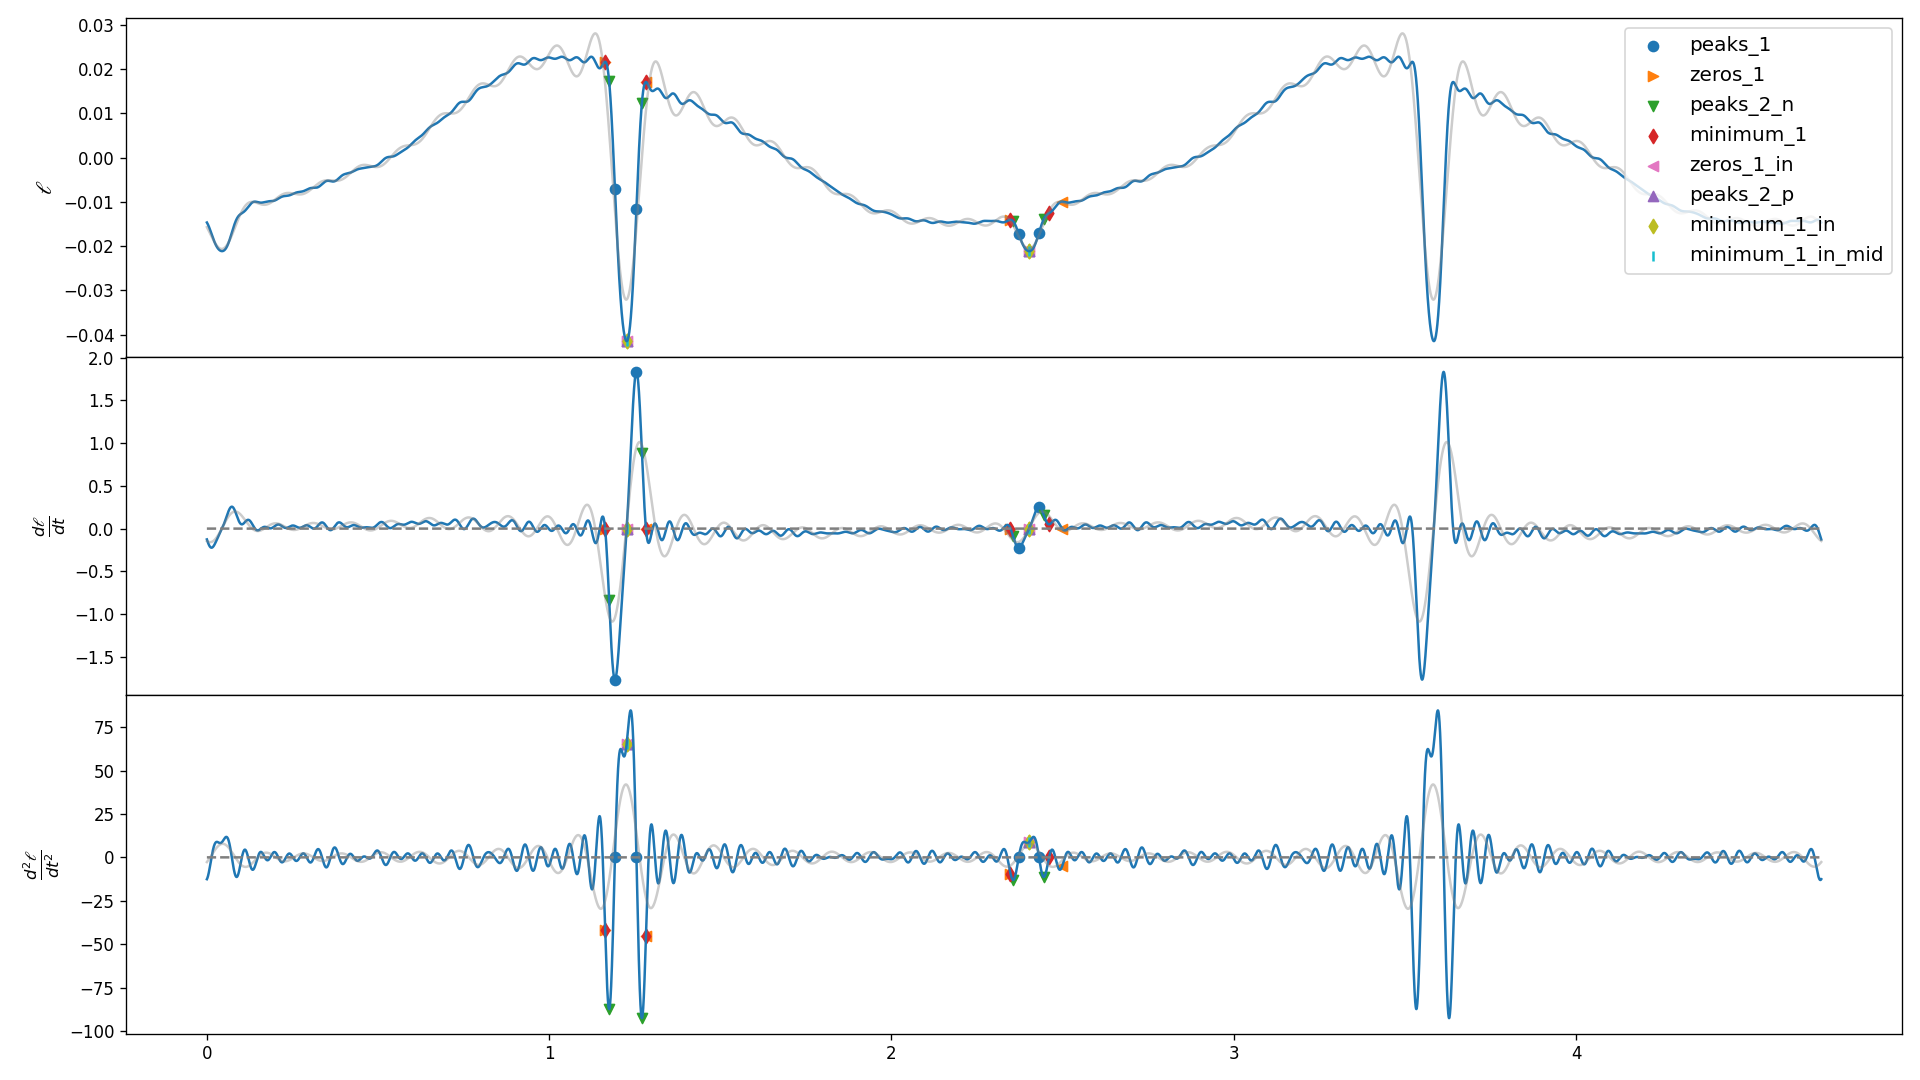 0.03
0.02
0.01
0.00
−0.01
−0.02
−0.03
−0.04
ℓ
peaks_1
zeros_1
peaks_2_n
minimum_1
zeros_1_in
peaks_2_p
minimum_1_in
minimum_1_in_mid
2.0
1.5
1.0
0.5
0.0
−0.5
−1.0
−1.5
dℓ
dt
75
50
25
0
−25
−50
−75
−100
d²ℓ
dt²
0 1 2 3 4